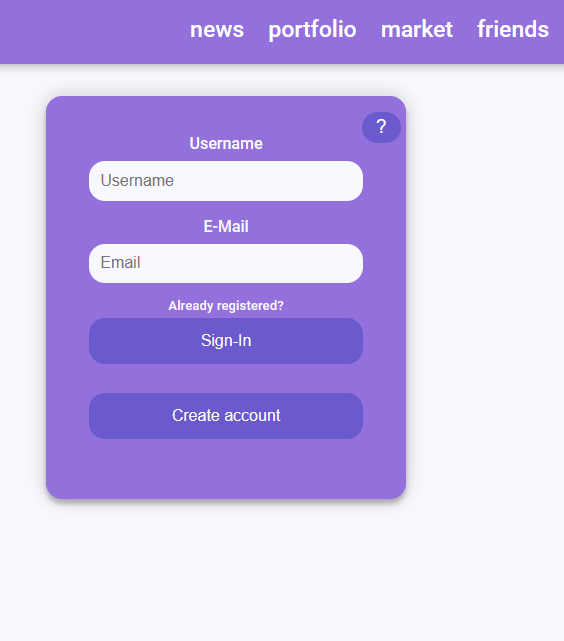 news portfolio market friends
?
Username
Username
E-Mail
Email
Already registered?
Sign-In
Create account